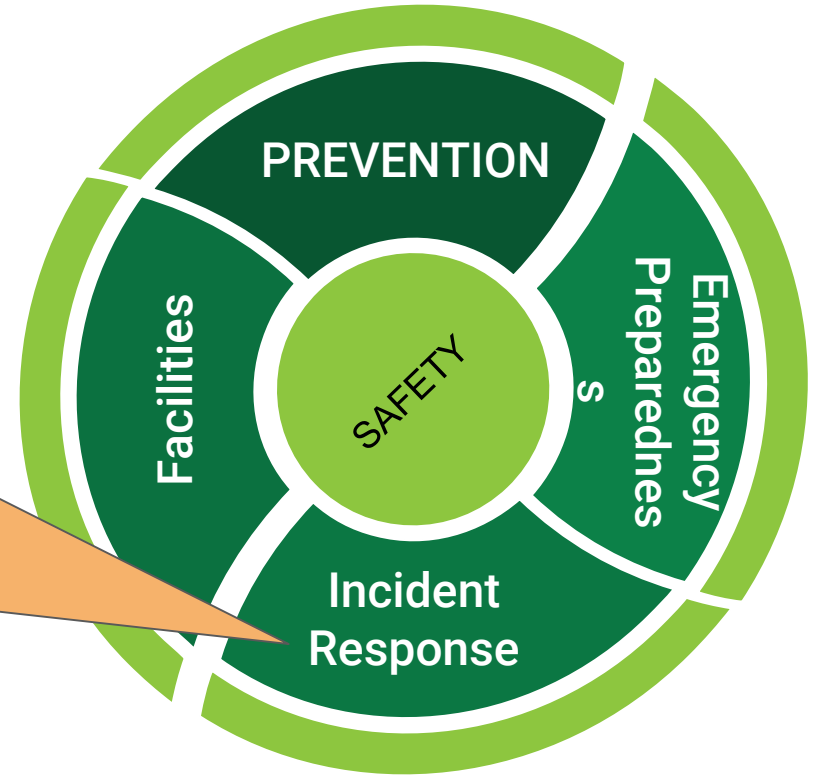 PREVENTION
Emergency
Preparednes
s
SAFETY
Facilities
Incident
Response